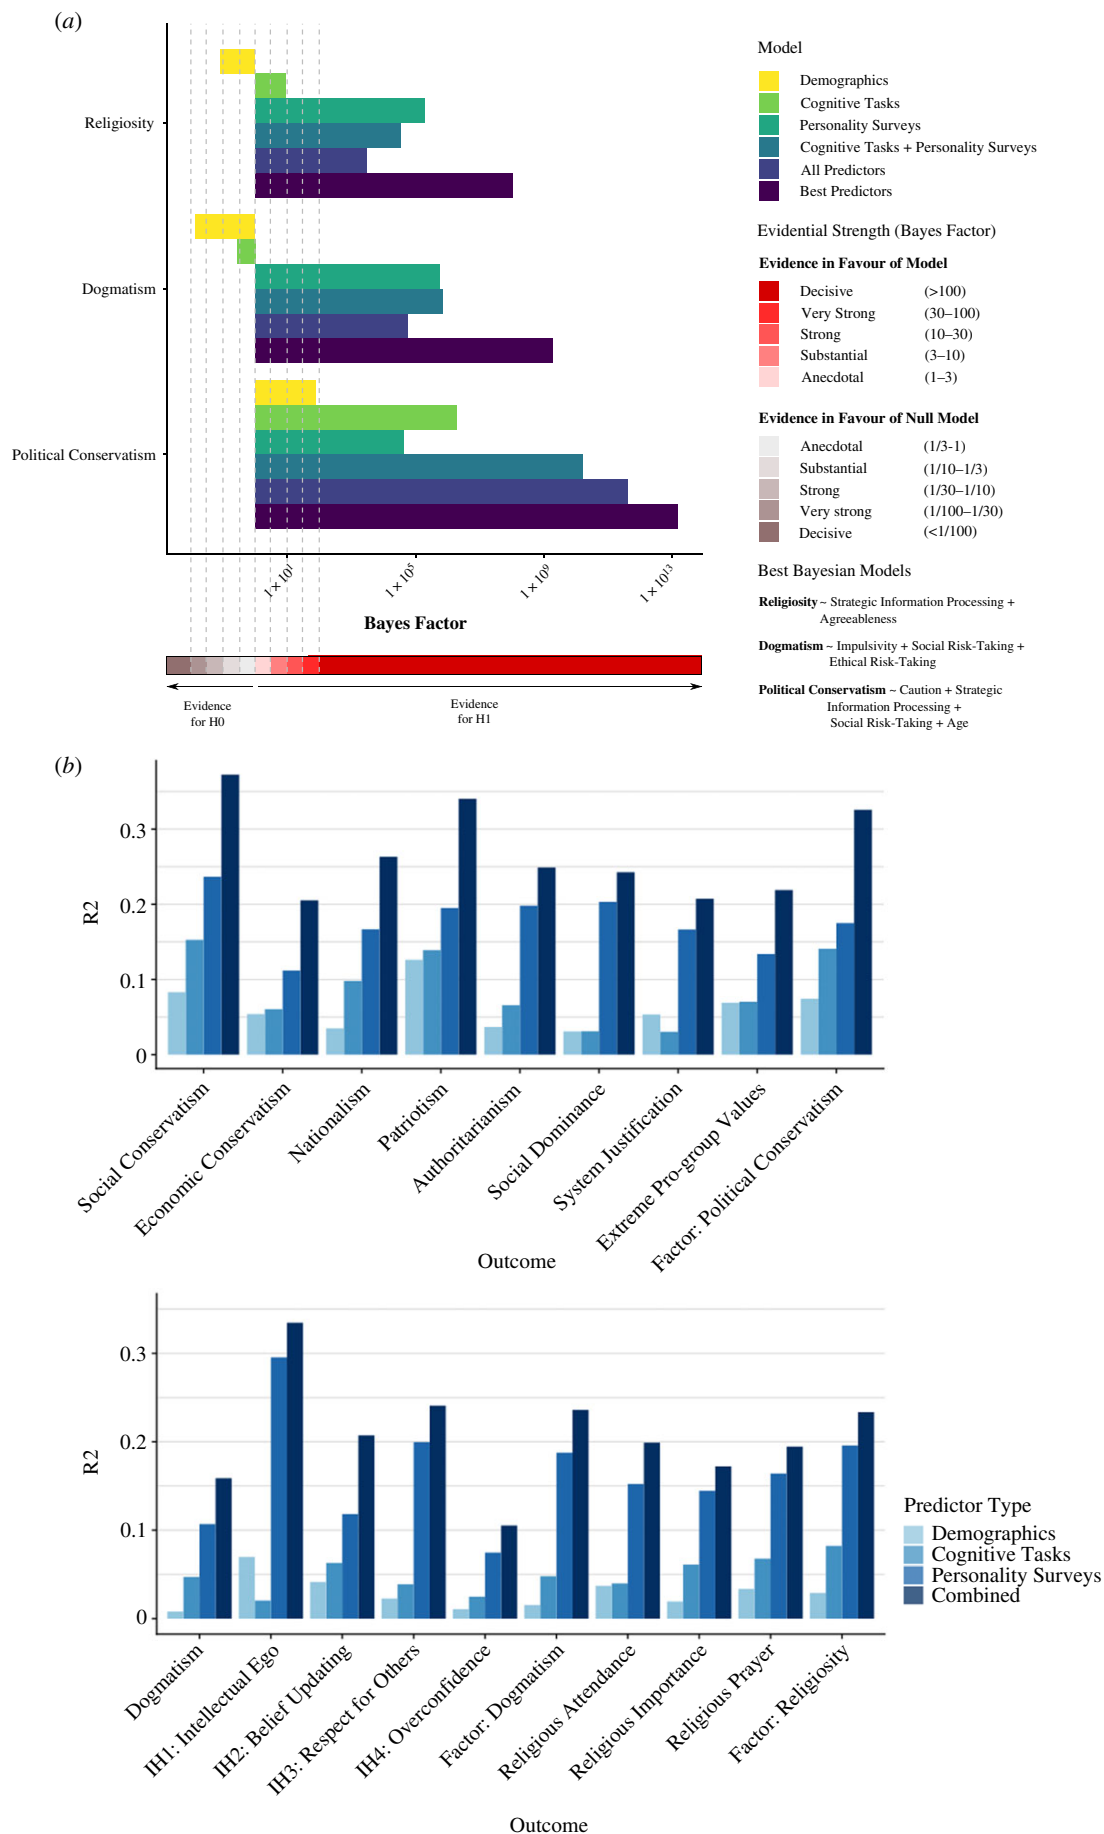 (a)
Religiosity
Dogmatism
Political Conservatism
1 × 10¹
1 × 10⁵
1 × 10⁹
1 × 10¹³
Bayes Factor
Evidence
for H0
Evidence
for H1
Model
Demographics
Cognitive Tasks
Personality Surveys
Cognitive Tasks + Personality Surveys
All Predictors
Best Predictors
Evidential Strength (Bayes Factor)
Evidence in Favour of Model
Decisive (>100)
Very Strong (30–100)
Strong (10–30)
Substantial (3–10)
Anecdotal (1–3)
Evidence in Favour of Null Model
Anecdotal (1/3-1)
Substantial (1/10–1/3)
Strong (1/30–1/10)
Very strong (1/100–1/30)
Decisive (<1/100)
Best Bayesian Models
Religiosity ~ Strategic Information Processing +
Agreeableness
Dogmatism ~ Impulsivity + Social Risk-Taking +
Ethical Risk-Taking
Political Conservatism ~ Caution + Strategic
Information Processing +
Social Risk-Taking + Age
(b)
R2
0.3
0.2
0.1
0
Social Conservatism
Economic Conservatism
Nationalism
Patriotism
Authoritarianism
Social Dominance
System Justification
Extreme Pro-group Values
Factor: Political Conservatism
Outcome
R2
0.3
0.2
0.1
0
Dogmatism
IH1: Intellectual Ego
IH2: Belief Updating
IH3: Respect for Others
IH4: Overconfidence
Factor: Dogmatism
Religious Attendance
Religious Importance
Religious Prayer
Factor: Religiosity
Outcome
Predictor Type
Demographics
Cognitive Tasks
Personality Surveys
Combined